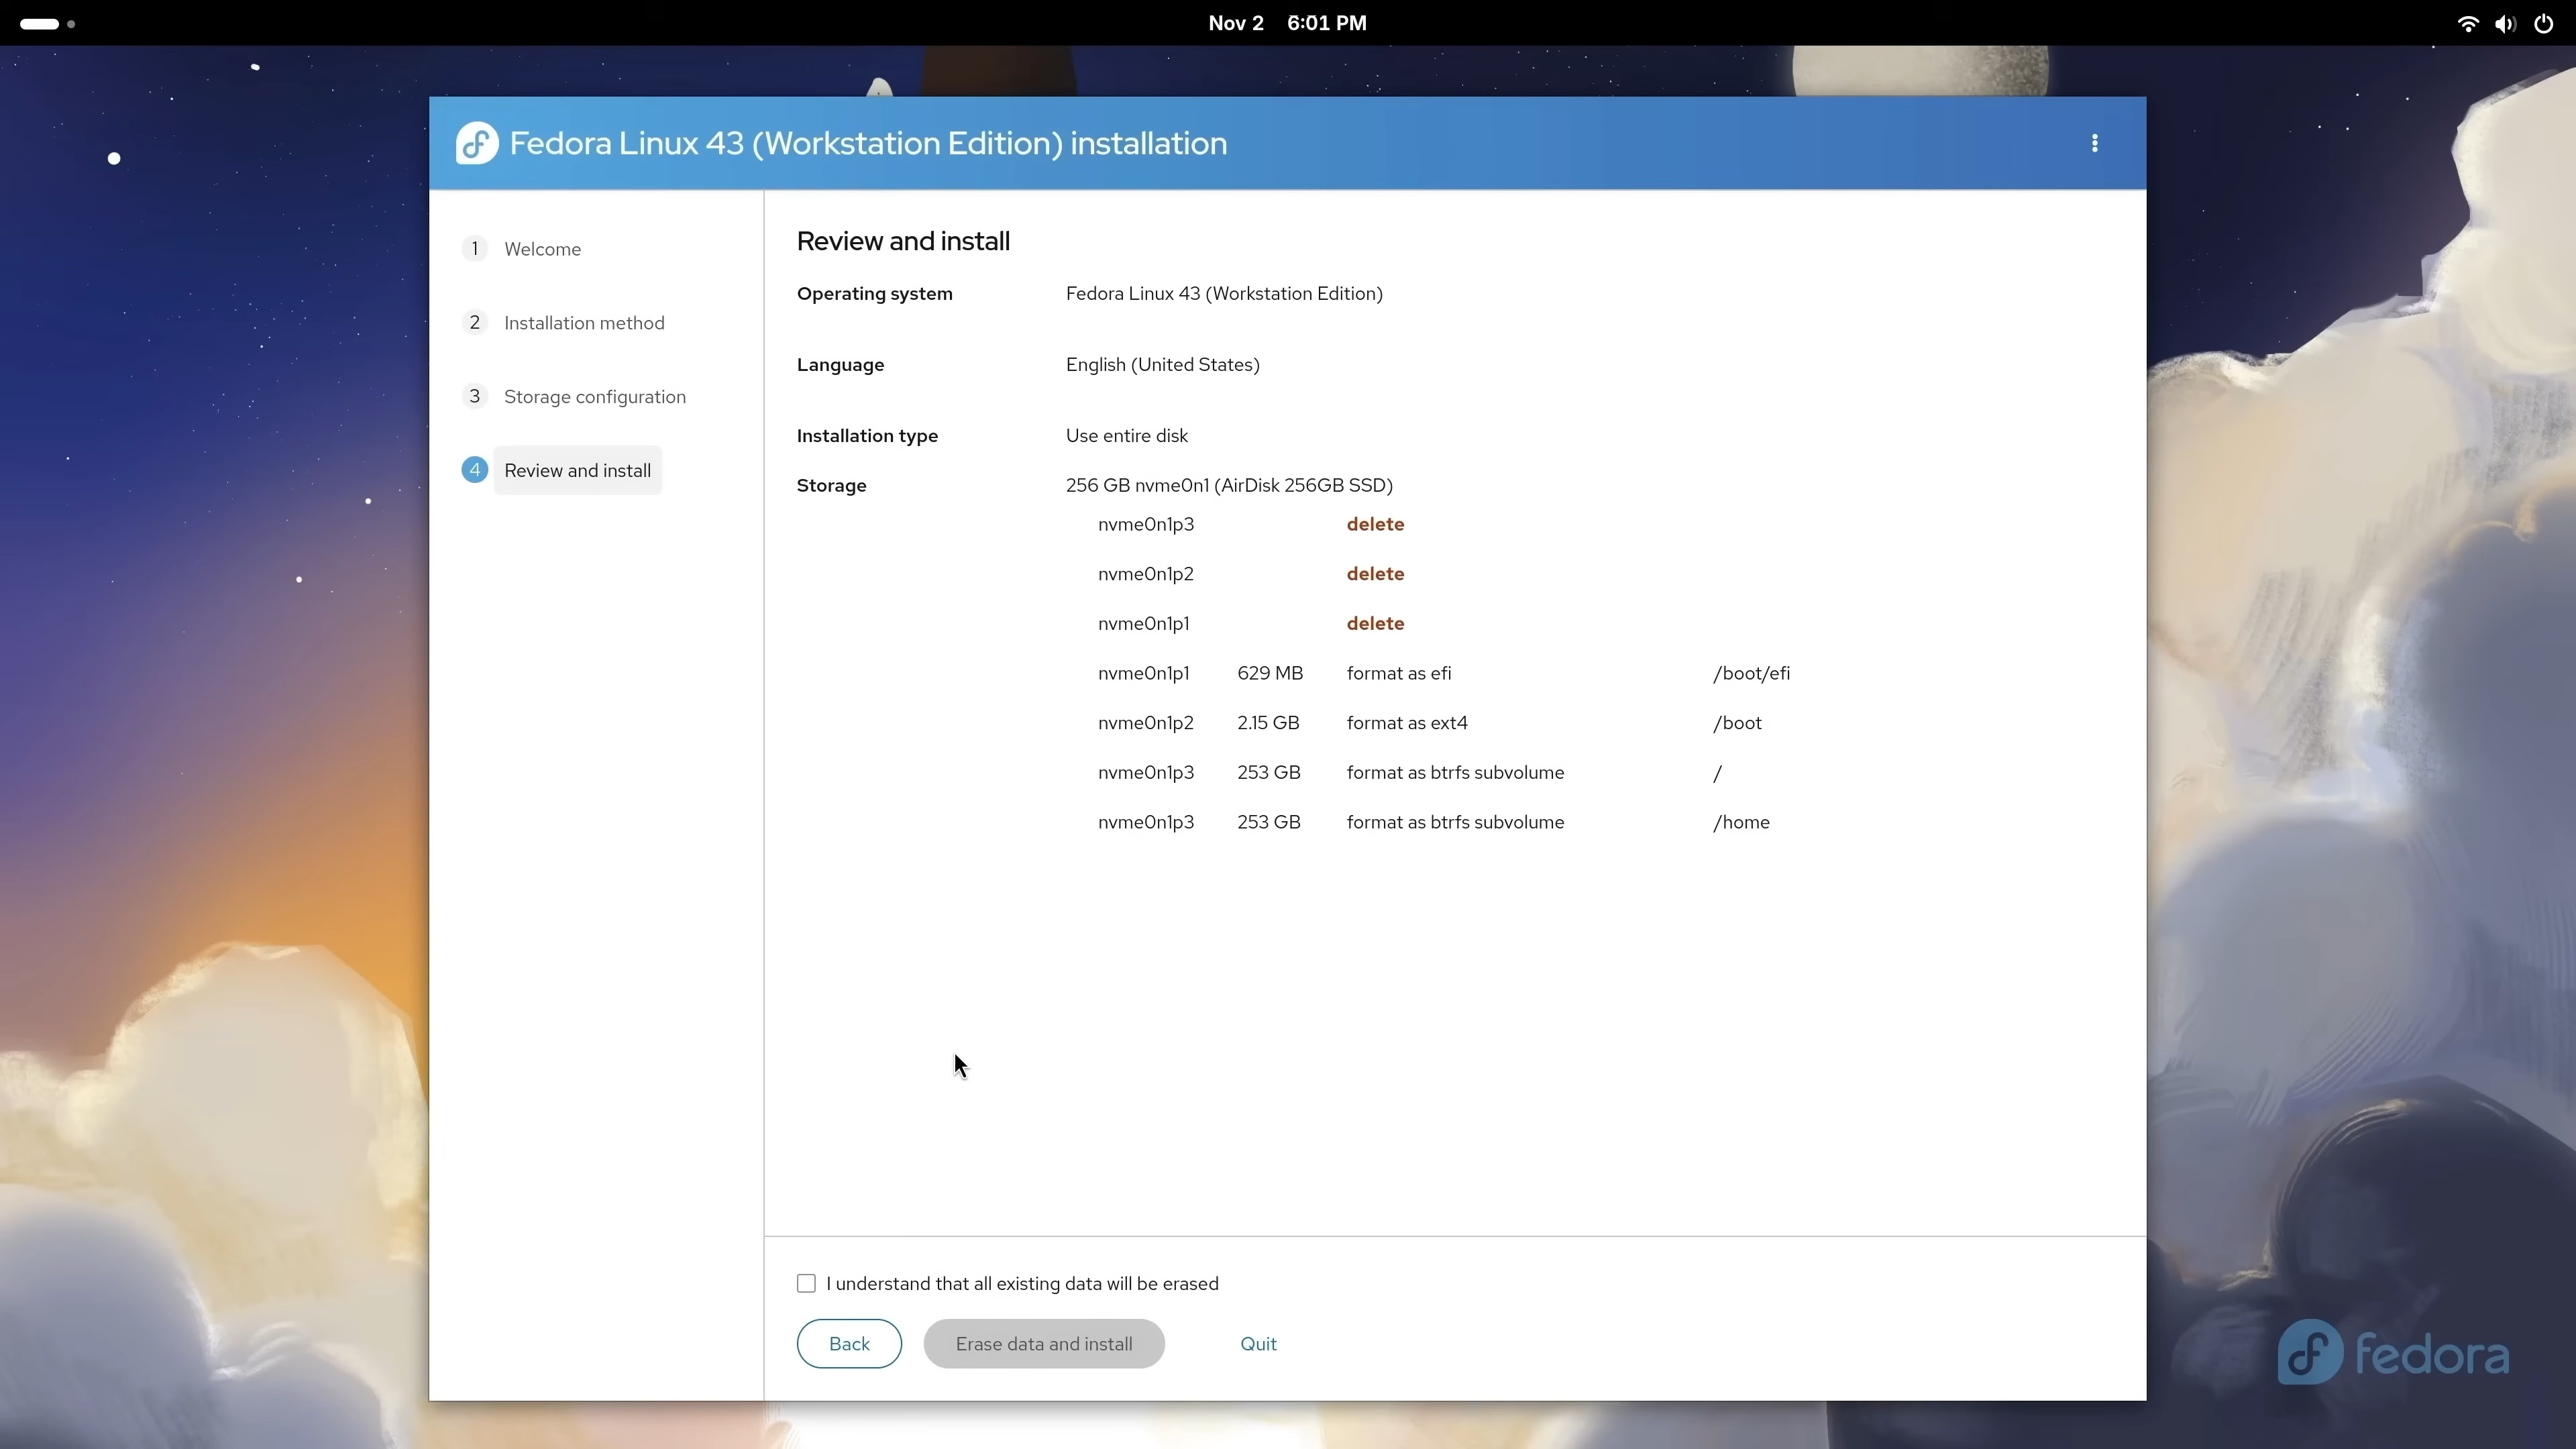 Nov 2 6:01 PM
Fedora Linux 43 (Workstation Edition) installation
1 Welcome
2 Installation method
3 Storage configuration
4 Review and install
Review and install
Operating system Fedora Linux 43 (Workstation Edition)
Language English (United States)
Installation type Use entire disk
Storage 256 GB nvme0n1 (AirDisk 256GB SSD)
nvme0n1p3 delete
nvme0n1p2 delete
nvme0n1p1 delete
nvme0n1p1 629 MB format as efi /boot/efi
nvme0n1p2 2.15 GB format as ext4 /boot
nvme0n1p3 253 GB format as btrfs subvolume /
nvme0n1p3 253 GB format as btrfs subvolume /home
I understand that all existing data will be erased
Back Erase data and install Quit
fedora